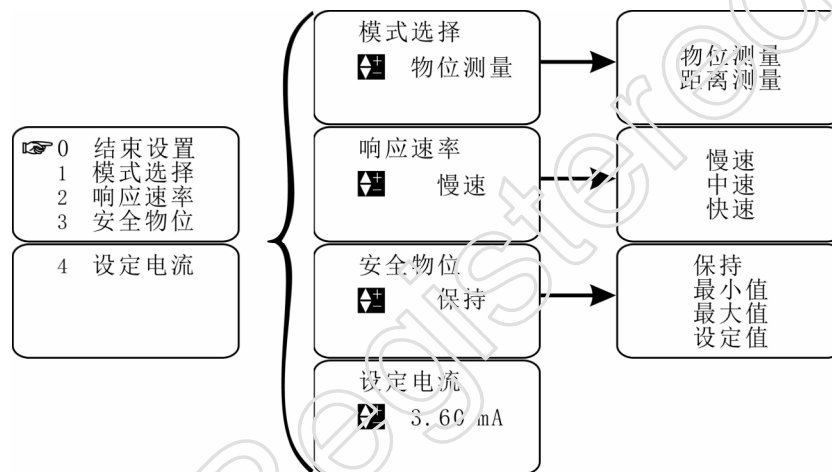 0 结束设置
1 模式选择
2 响应速率
3 安全物位
4 设定电流
模式选择
物位测量
响应速率
慢速
安全物位
保持
设定电流
3.60 mA
物位测量
距离测量
慢速
中速
快速
保持
最小值
最大值
设定值
Registered